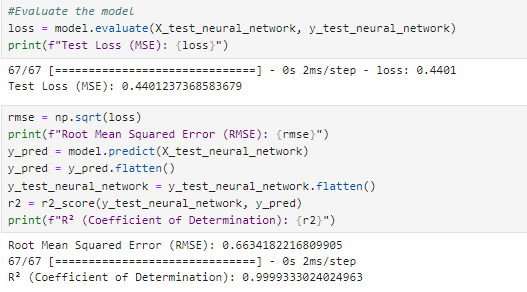 #Evaluate the model
loss = model.evaluate(X_test_neural_network, y_test_neural_network)
print(f"Test Loss (MSE): {loss}")
67/67 [==============================] - 0s 2ms/step - loss: 0.4401
Test Loss (MSE): 0.4401237368583679
rmse = np.sqrt(loss)
print(f"Root Mean Squared Error (RMSE): {rmse}")
y_pred = model.predict(X_test_neural_network)
y_pred = y_pred.flatten()
y_test_neural_network = y_test_neural_network.flatten()
r2 = r2_score(y_test_neural_network, y_pred)
print(f"R² (Coefficient of Determination): {r2}")
Root Mean Squared Error (RMSE): 0.6634182216809905
67/67 [==============================] - 0s 2ms/step
R² (Coefficient of Determination): 0.9999333024024963